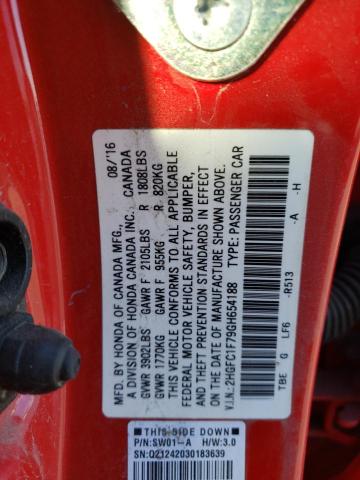 MFD. BY HONDA OF CANADA MFG., 08/'16
A DIVISION OF HONDA CANADA INC., CANADA
GVWR 3902LBS GAWR F 2105LBS R 1808LBS
GVWR 1770KG GAWR F 955KG R 820KG
THIS VEHICLE CONFORMS TO ALL APPLICABLE
FEDERAL MOTOR VEHICLE SAFETY, BUMPER,
AND THEFT PREVENTION STANDARDS IN EFFECT
ON THE DATE OF MANUFACTURE SHOWN ABOVE.
V.I.N.: 2HGFC1F79GH654188 TYPE: PASSENGER CAR
TBE G LF6 -R513 -A -H
THIS SIDE DOWN
P/N: SW01-A H/W:3.0
SN:Q21242030183639